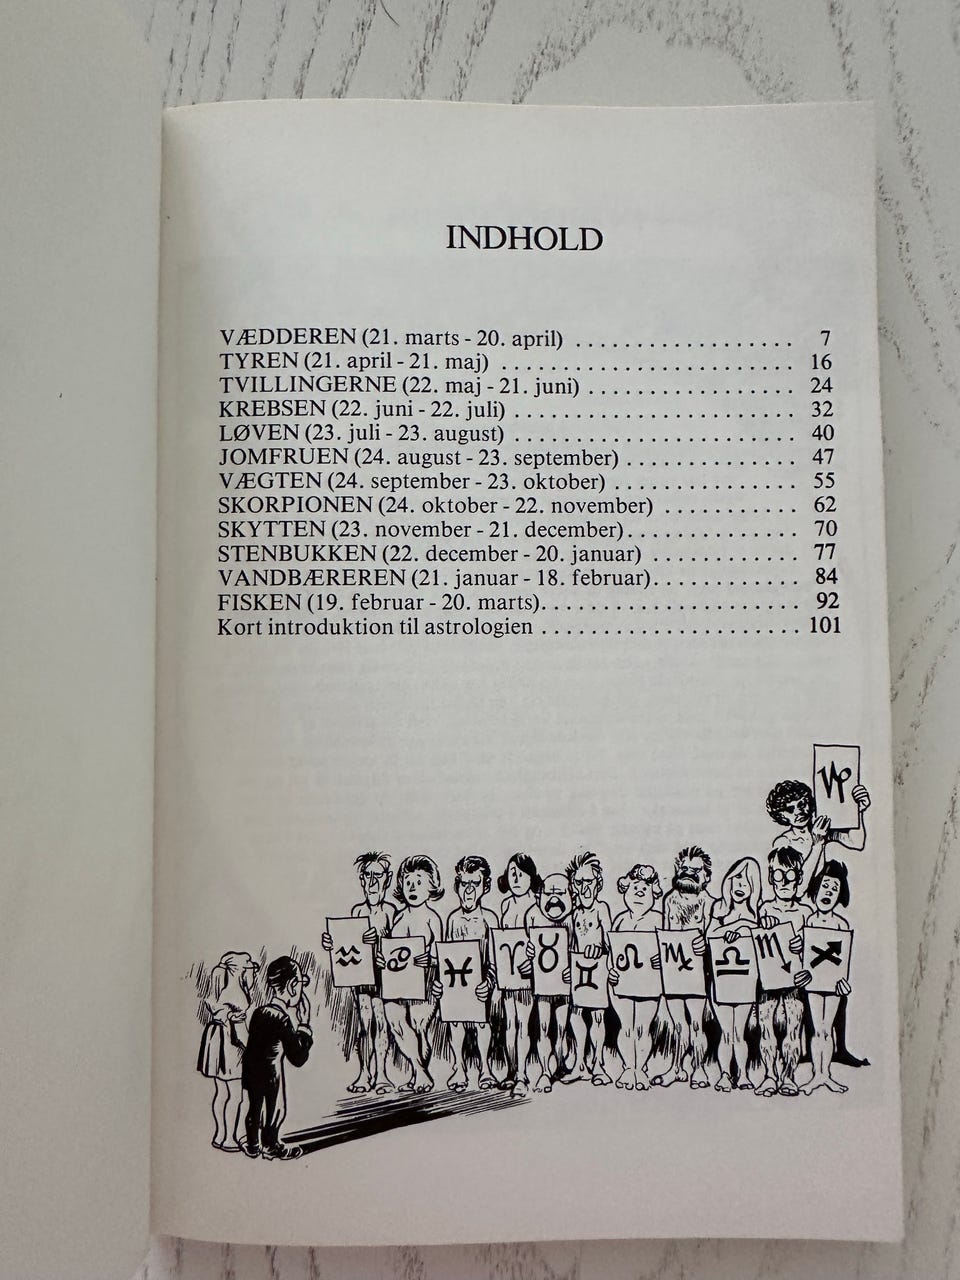 INDHOLD
VÆDDEREN (21. marts - 20. april) .................. 7
TYREN (21. april - 21. maj) ........................ 16
TVILLINGERNE (22. maj - 21. juni) ................. 24
KREBSEN (22. juni - 22. juli) ....................... 32
LØVEN (23. juli - 23. august) ....................... 40
JOMFRUEN (24. august - 23. september) .............. 47
VÆGTEN (24. september - 23. oktober) ............... 55
SKORPIONEN (24. oktober - 22. november) ........... 62
SKYTTEN (23. november - 21. december).............. 70
STENBUKKEN (22. december - 20. januar) ............ 77
VANDBÆREREN (21. januar - 18. februar)............ 84
FISKEN (19. februar - 20. marts)..................... 92
Kort introduktion til astrologien ..................... 101
♑
♒ ♋ ♓ ♈ ♉ ♊ ♌ ♍ ♎ ♏ ♐